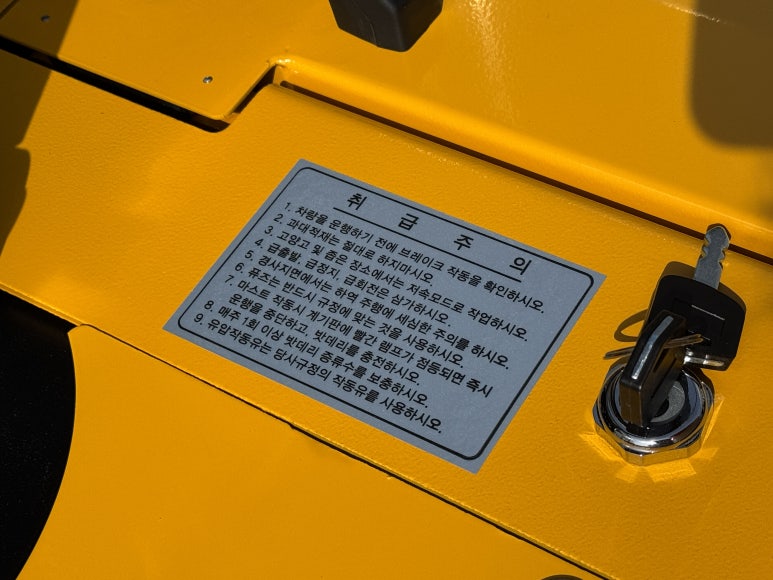 취 급 주 의
1. 차량을 운행하기 전에 브레이크 작동을 확인하시오.
2. 과대적재는 절대로 하지마시오.
3. 고양고 및 좁은 장소에서는 저속모드로 작업하시오.
4. 급출발, 급정지, 급회전은 삼가하시오.
5. 경사지면에서는 하역 주행에 세심한 주의를 하시오.
6. 퓨즈는 반드시 규정에 맞는 것을 사용하시오.
7. 마스트 작동시 계기판에 빨간 램프가 점등되면 즉시
운행을 중단하고, 밧데리를 충전하시오.
8. 매주 1회 이상 밧데리 증류수를 보충하시오.
9. 유압작동유는 당사규정의 작동유를 사용하시오.